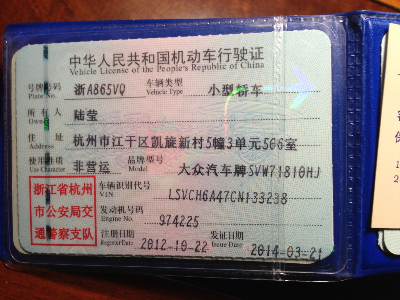 中华人民共和国机动车行驶证
Vehicle License of the People's Republic of China
号牌号码 浙A865VQ 车辆类型 小型轿车
Plate No. Vehicle Type
所有人 陆莹
Owner
住址 杭州市江干区凯旋新村5幢3单元506室
Address
使用性质 非营运 品牌型号 大众汽车牌SVW71810HJ
Use Character Model
浙江省杭州
市公安局交
通警察支队
车辆识别代号 LSVCH6A47CN133238
VIN
发动机号码 974225
Engine No.
注册日期 2012-10-22 发证日期 2014-03-21
Register Date Issue Date